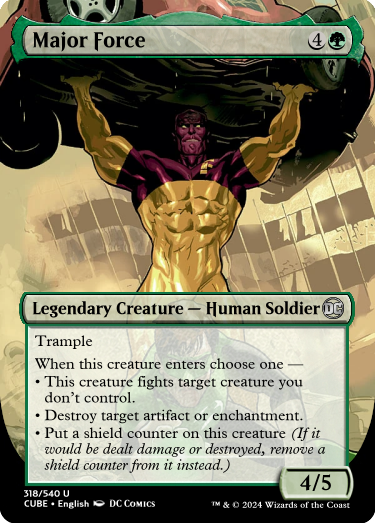 Major Force 4
Legendary Creature — Human Soldier DC
Trample
When this creature enters choose one —
• This creature fights target creature you
don't control.
• Destroy target artifact or enchantment.
• Put a shield counter on this creature (If it
would be dealt damage or destroyed, remove a
shield counter from it instead.)
4/5
318/540 U
CUBE • English DC COMICS
™ & © 2024 Wizards of the Coast